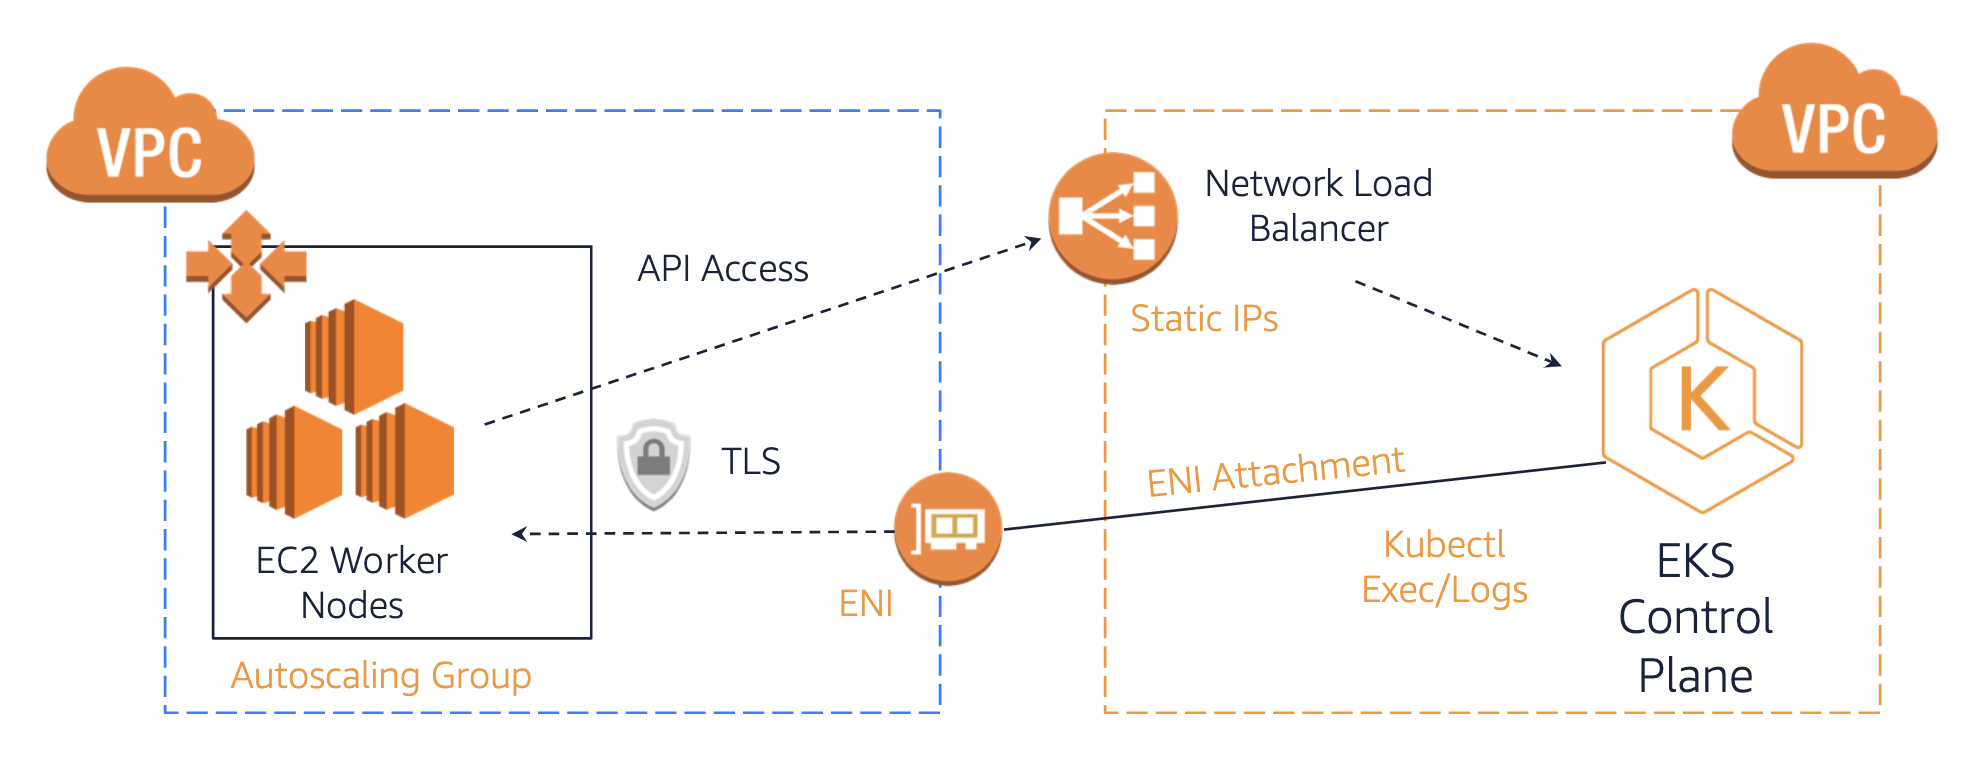 VPC
VPC
Network Load
Balancer
API Access
Static IPs
K
TLS
ENI Attachment
EC2 Worker
Nodes
ENI
Kubectl
Exec/Logs
EKS
Control
Plane
Autoscaling Group